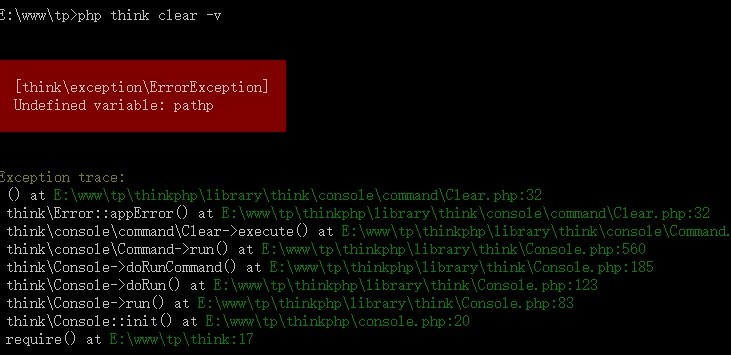 E:\www\tp>php think clear -v
[think\exception\ErrorException]
Undefined variable: pathp
Exception trace:
() at E:\www\tp\thinkphp\library\think\console\command\Clear.php:32
think\Error::appError() at E:\www\tp\thinkphp\library\think\console\command\Clear.php:32
think\console\command\Clear->execute() at E:\www\tp\thinkphp\library\think\console\Command.
think\console\Command->run() at E:\www\tp\thinkphp\library\think\Console.php:560
think\Console->doRunCommand() at E:\www\tp\thinkphp\library\think\Console.php:185
think\Console->doRun() at E:\www\tp\thinkphp\library\think\Console.php:123
think\Console->run() at E:\www\tp\thinkphp\library\think\Console.php:83
think\Console::init() at E:\www\tp\thinkphp\console.php:20
require() at E:\www\tp\think:17